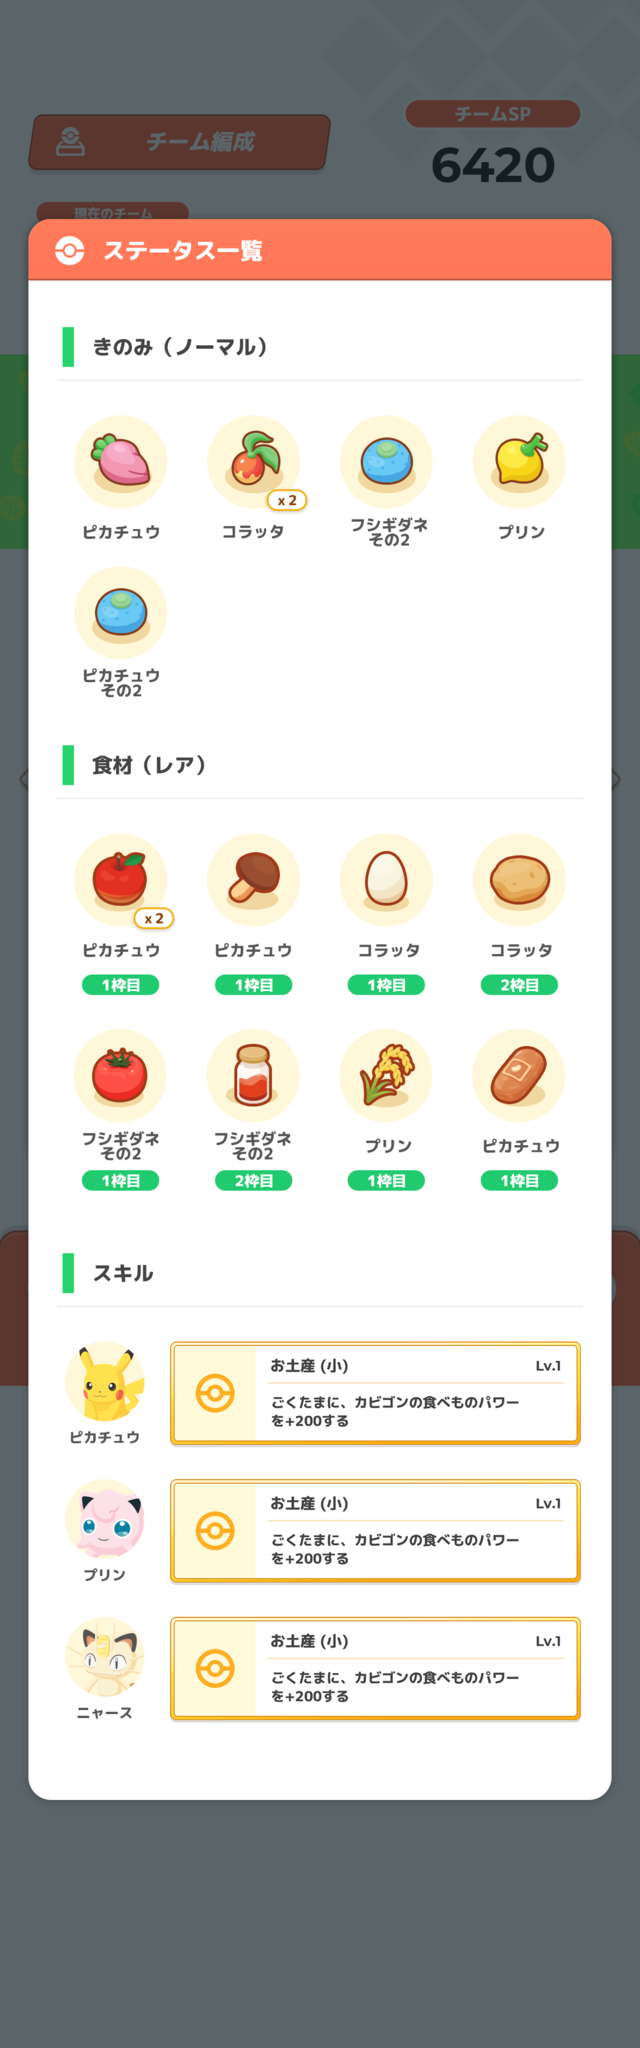 チームSP
チーム編成
6420
現在のチーム
ステータス一覧
きのみ（ノーマル）
x2
ピカチュウ
コラッタ
フシギダネ
その2
プリン
ピカチュウ
その2
食材（レア）
x2
ピカチュウ
ピカチュウ
コラッタ
コラッタ
1枠目
1枠目
1枠目
2枠目
フシギダネ
その2
フシギダネ
その2
プリン
ピカチュウ
1枠目
2枠目
1枠目
1枠目
スキル
お土産 (小)
Lv.1
ごくたまに、カビゴンの食べものパワー
を+200する
ピカチュウ
お土産 (小)
Lv.1
ごくたまに、カビゴンの食べものパワー
を+200する
プリン
お土産 (小)
Lv.1
ごくたまに、カビゴンの食べものパワー
を+200する
ニャース